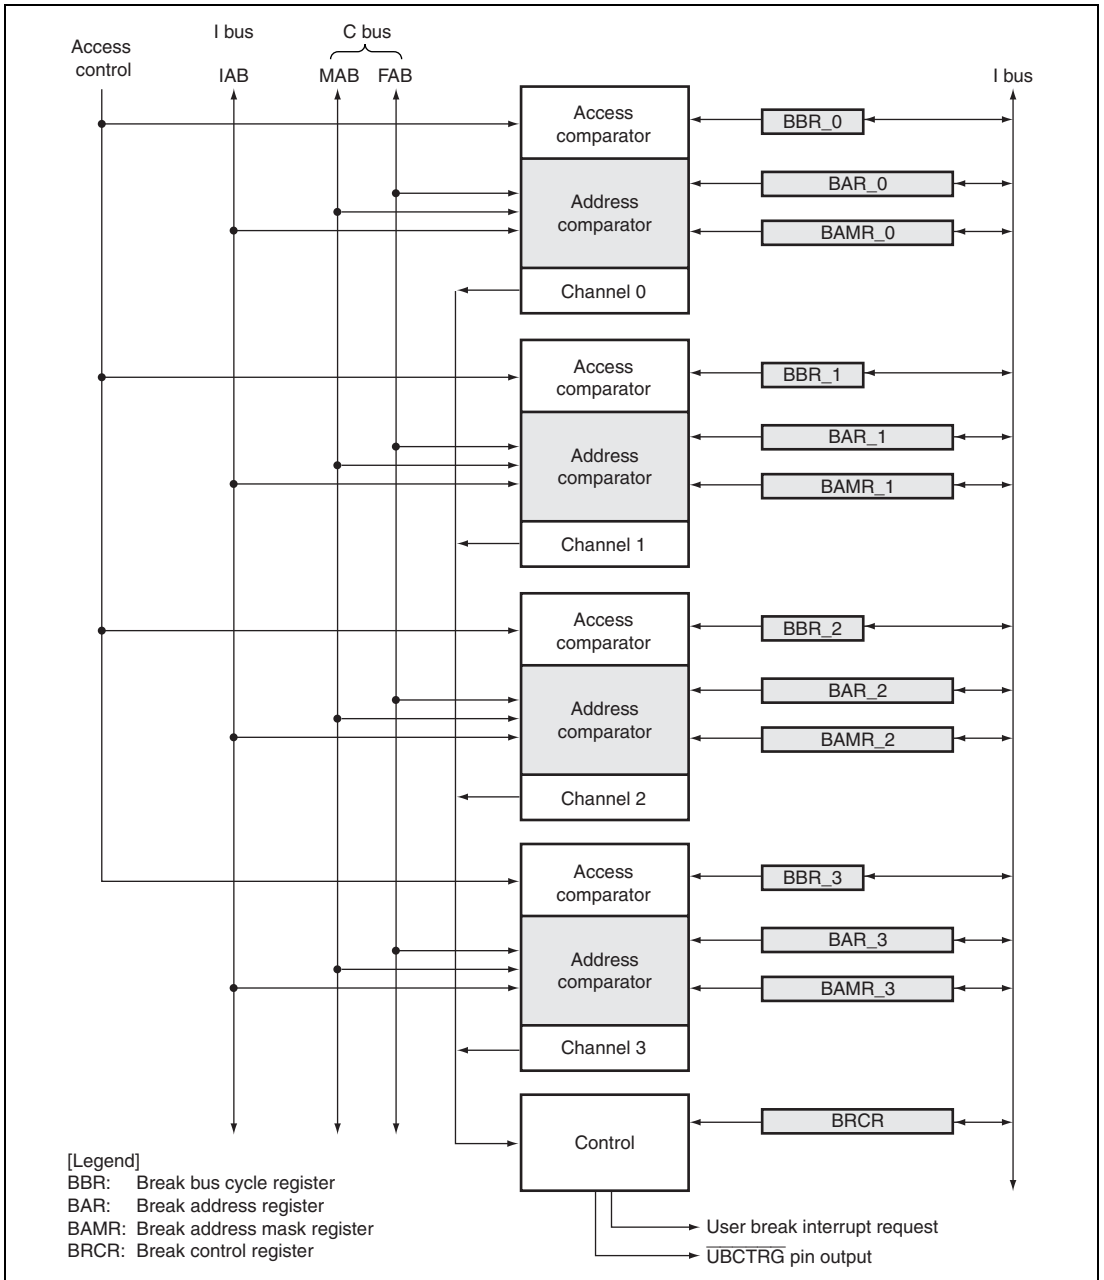 Access
control
I bus
C bus
IAB
MAB
FAB
I bus
Access
comparator
Address
comparator
Channel 0
BBR_0
BAR_0
BAMR_0
Access
comparator
Address
comparator
Channel 1
BBR_1
BAR_1
BAMR_1
Access
comparator
Address
comparator
Channel 2
BBR_2
BAR_2
BAMR_2
Access
comparator
Address
comparator
Channel 3
BBR_3
BAR_3
BAMR_3
Control
BRCR
User break interrupt request
UBCTRG pin output
[Legend]
BBR: Break bus cycle register
BAR: Break address register
BAMR: Break address mask register
BRCR: Break control register